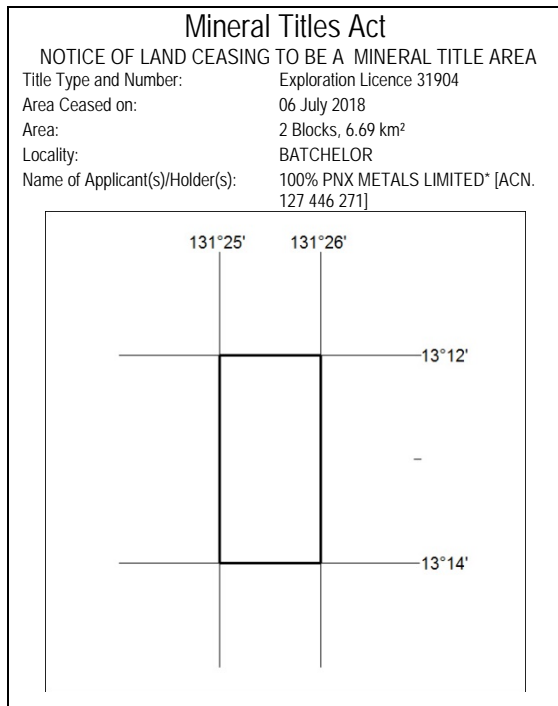 Mineral Titles Act
NOTICE OF LAND CEASING TO BE A MINERAL TITLE AREA
Title Type and Number: Exploration Licence 31904
Area Ceased on: 06 July 2018
Area: 2 Blocks, 6.69 km²
Locality: BATCHELOR
Name of Applicant(s)/Holder(s): 100% PNX METALS LIMITED* [ACN.
127 446 271]
131°25' 131°26'
13°12'
13°14'